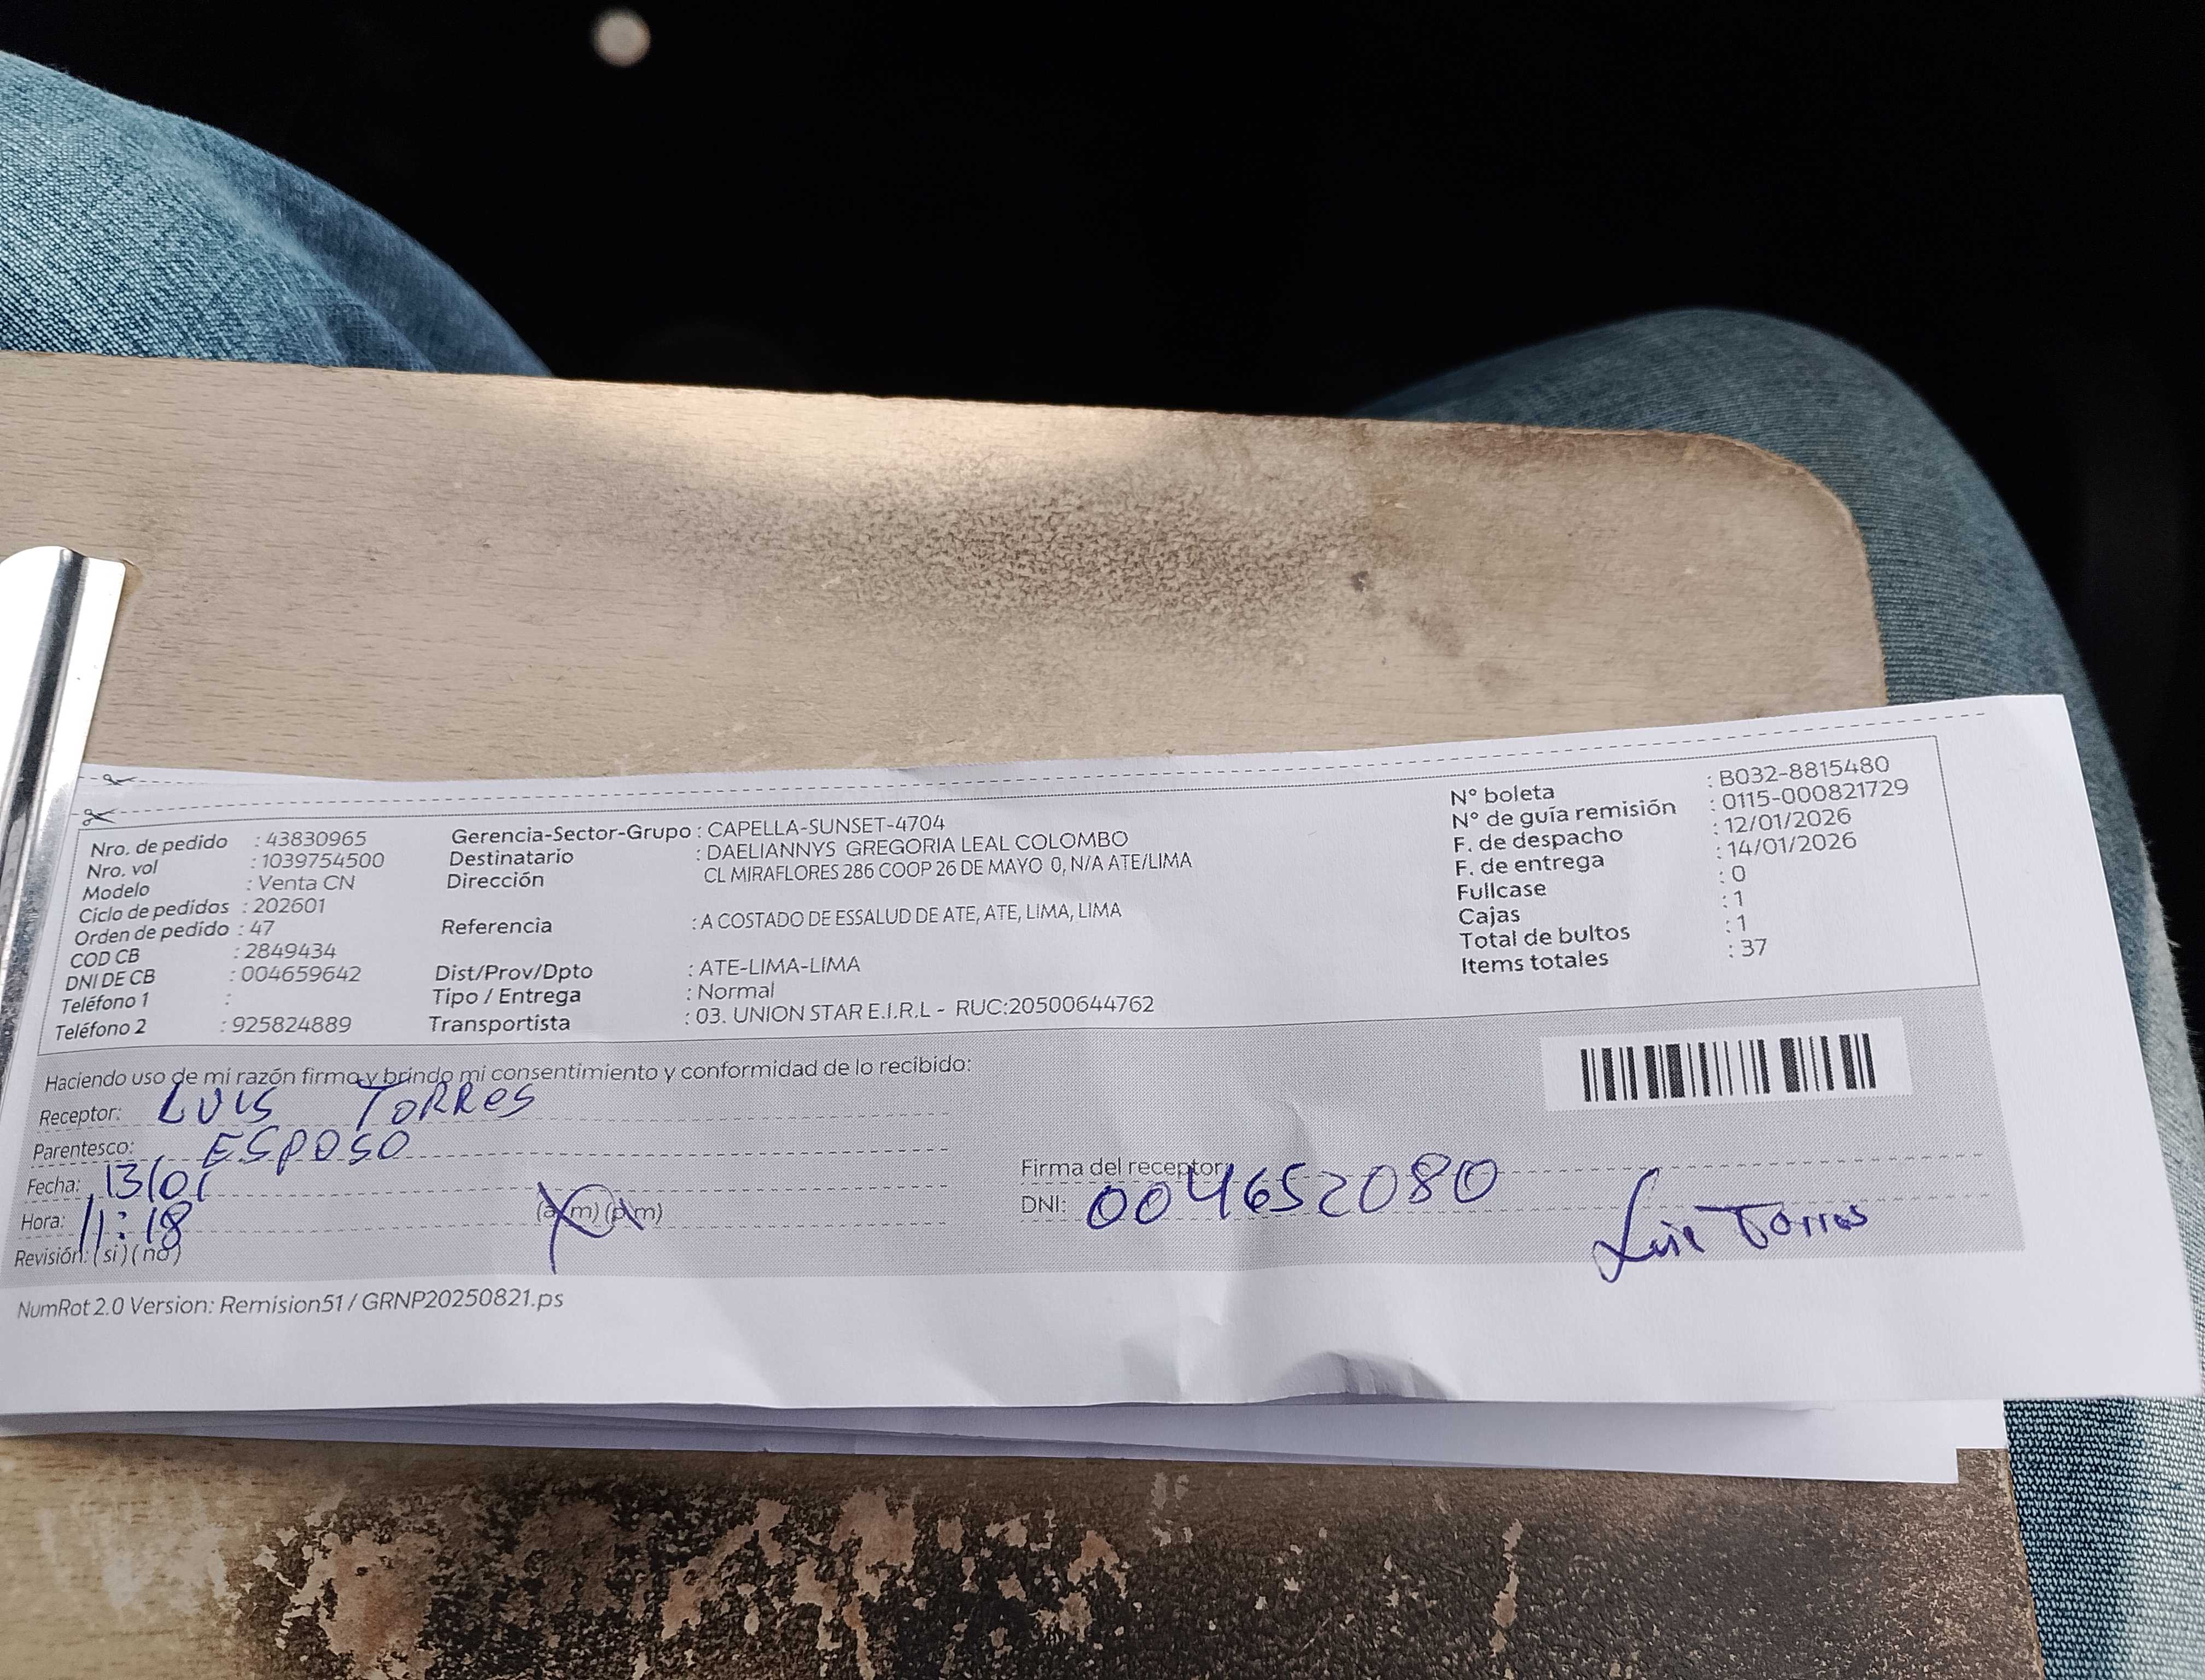 Nro. de pedido : 43830965
Nro. vol : 1039754500
Modelo : Venta CN
Ciclo de pedidos : 202601
Orden de pedido : 47
COD CB : 2849434
DNI DE CB : 004659642
Teléfono 1 :
Teléfono 2 : 925824889
Gerencia-Sector-Grupo : CAPELLA-SUNSET-4704
Destinatario : DAELIANNYS GREGORIA LEAL COLOMBO
Dirección CL MIRAFLORES 286 COOP 26 DE MAYO 0, N/A ATE/LIMA
Referencia : A COSTADO DE ESSALUD DE ATE, ATE, LIMA, LIMA
Dist/Prov/Dpto : ATE-LIMA-LIMA
Tipo / Entrega : Normal
Transportista : 03. UNION STAR E.I.R.L - RUC:20500644762
N° boleta : B032-8815480
N° de guía remisión : 0115-000821729
F. de despacho : 12/01/2026
F. de entrega : 14/01/2026
Fullcase : 0
Cajas : 1
Total de bultos : 1
Items totales : 37
Haciendo uso de mi razón firmo y brindo mi consentimiento y conformidad de lo recibido:
Receptor: LUIS TORRES
Parentesco: ESPOSO
Fecha: 13/01
Hora: 11:18 (a.m) (p.m)
Revisión: (si) (no)
Firma del receptor:
DNI: 004652080
Luis Torres
NumRot 2.0 Version: Remision51 / GRNP20250821.ps